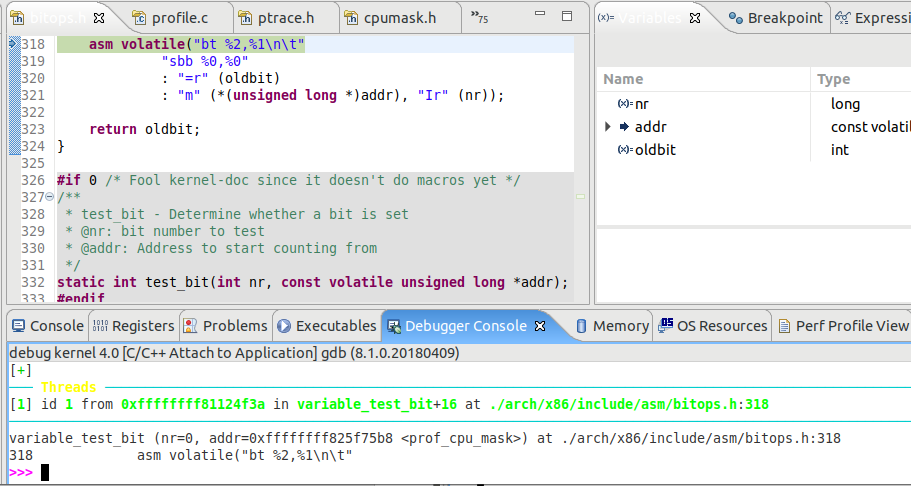 bitops.h profile.c ptrace.h cpumask.h »75
318 asm volatile("bt %2,%1\n\t"
319 "sbb %0,%0"
320 : "=r" (oldbit)
321 : "m" (*(unsigned long *)addr), "Ir" (nr));
322
323 return oldbit;
324 }
325
326 #if 0 /* Fool kernel-doc since it doesn't do macros yet */
327 /**
328 * test_bit - Determine whether a bit is set
329 * @nr: bit number to test
330 * @addr: Address to start counting from
331 */
332 static int test_bit(int nr, const volatile unsigned long *addr);
333 #endif
(x)= Variables Breakpoint Expressi
Name Type
(x)= nr long
addr const volatil
(x)= oldbit int
Console Registers Problems Executables Debugger Console Memory OS Resources Perf Profile View
debug kernel 4.0 [C/C++ Attach to Application] gdb (8.1.0.20180409)
[+]
Threads
[1] id 1 from 0xffffffff81124f3a in variable_test_bit+16 at ./arch/x86/include/asm/bitops.h:318
variable_test_bit (nr=0, addr=0xffffffff825f75b8 <prof_cpu_mask>) at ./arch/x86/include/asm/bitops.h:318
318 asm volatile("bt %2,%1\n\t"
>>>